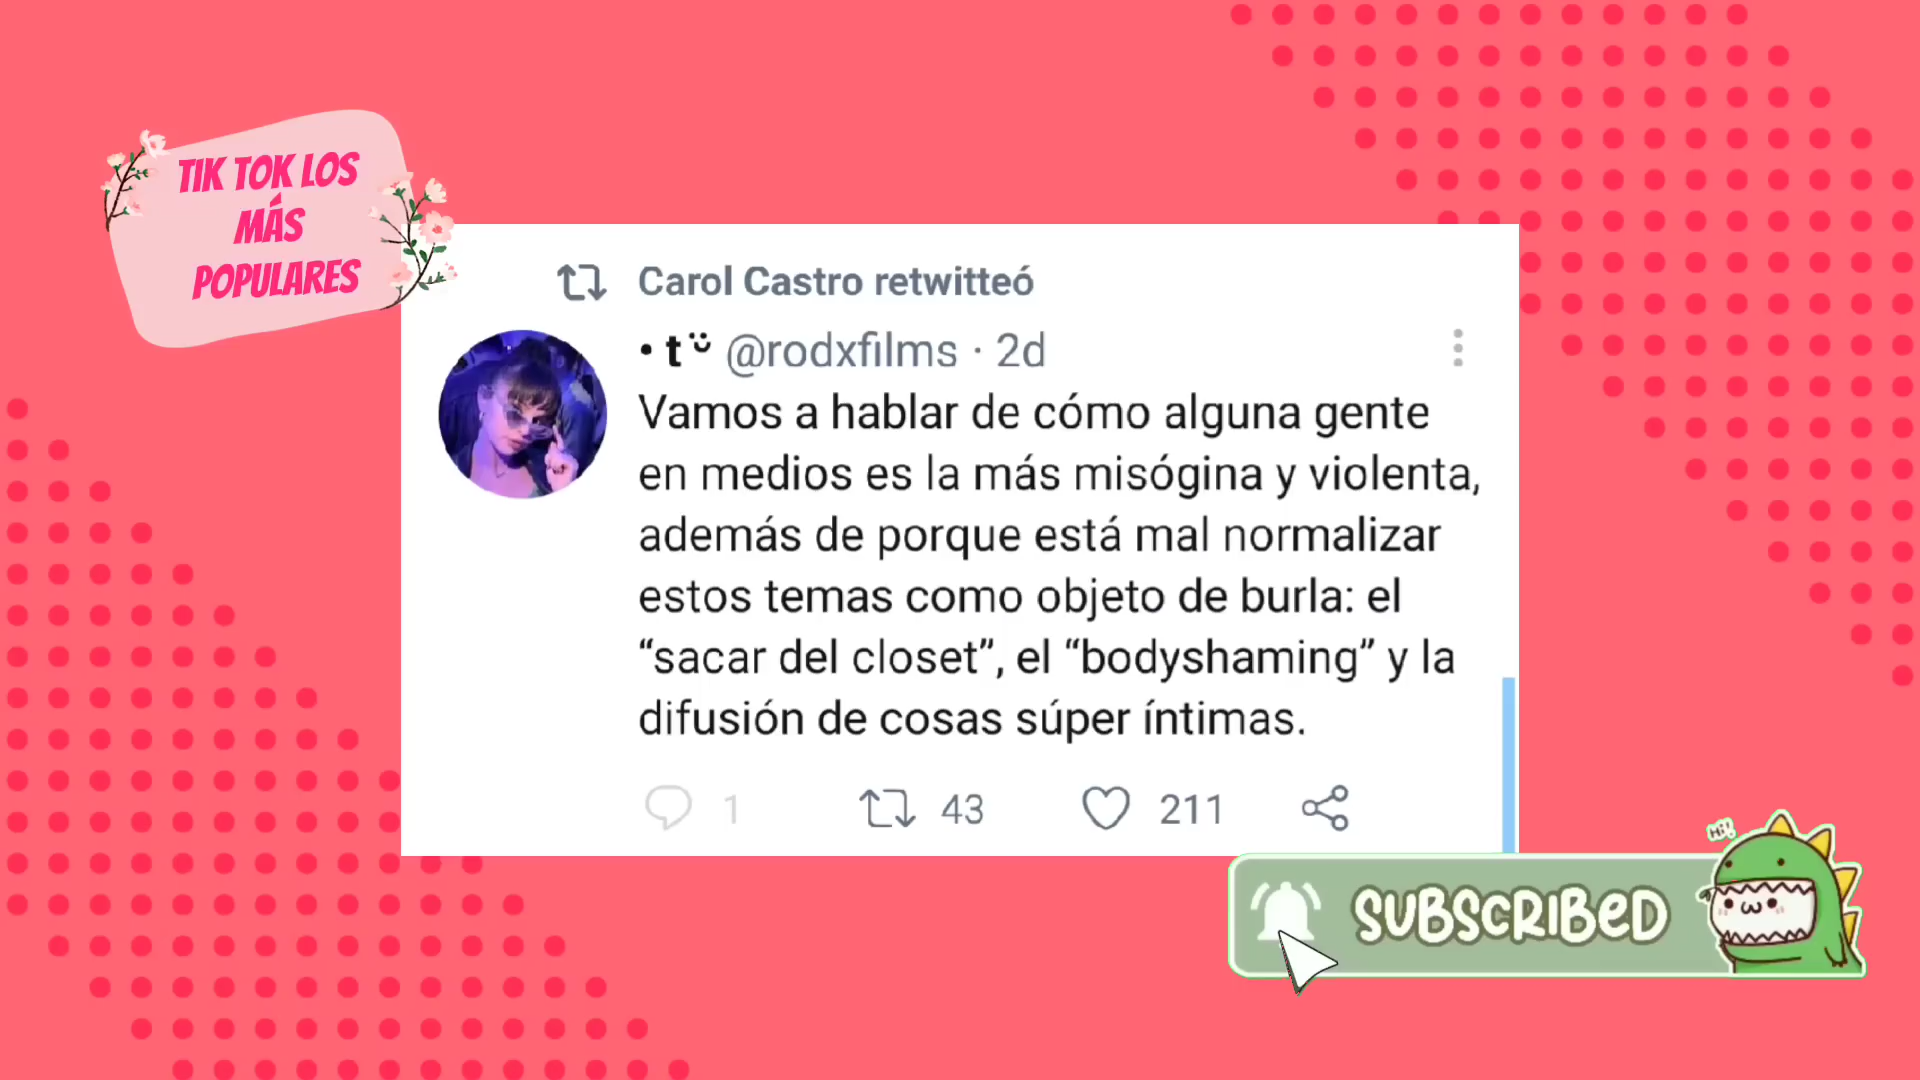 TIK TOK LOS
MÁS
POPULARES
Carol Castro retwitteó
• t @rodxfilms · 2d
Vamos a hablar de cómo alguna gente
en medios es la más misógina y violenta,
además de porque está mal normalizar
estos temas como objeto de burla: el
“sacar del closet”, el “bodyshaming” y la
difusión de cosas súper íntimas.
1 43 211
Hi!
SUBSCRIBED